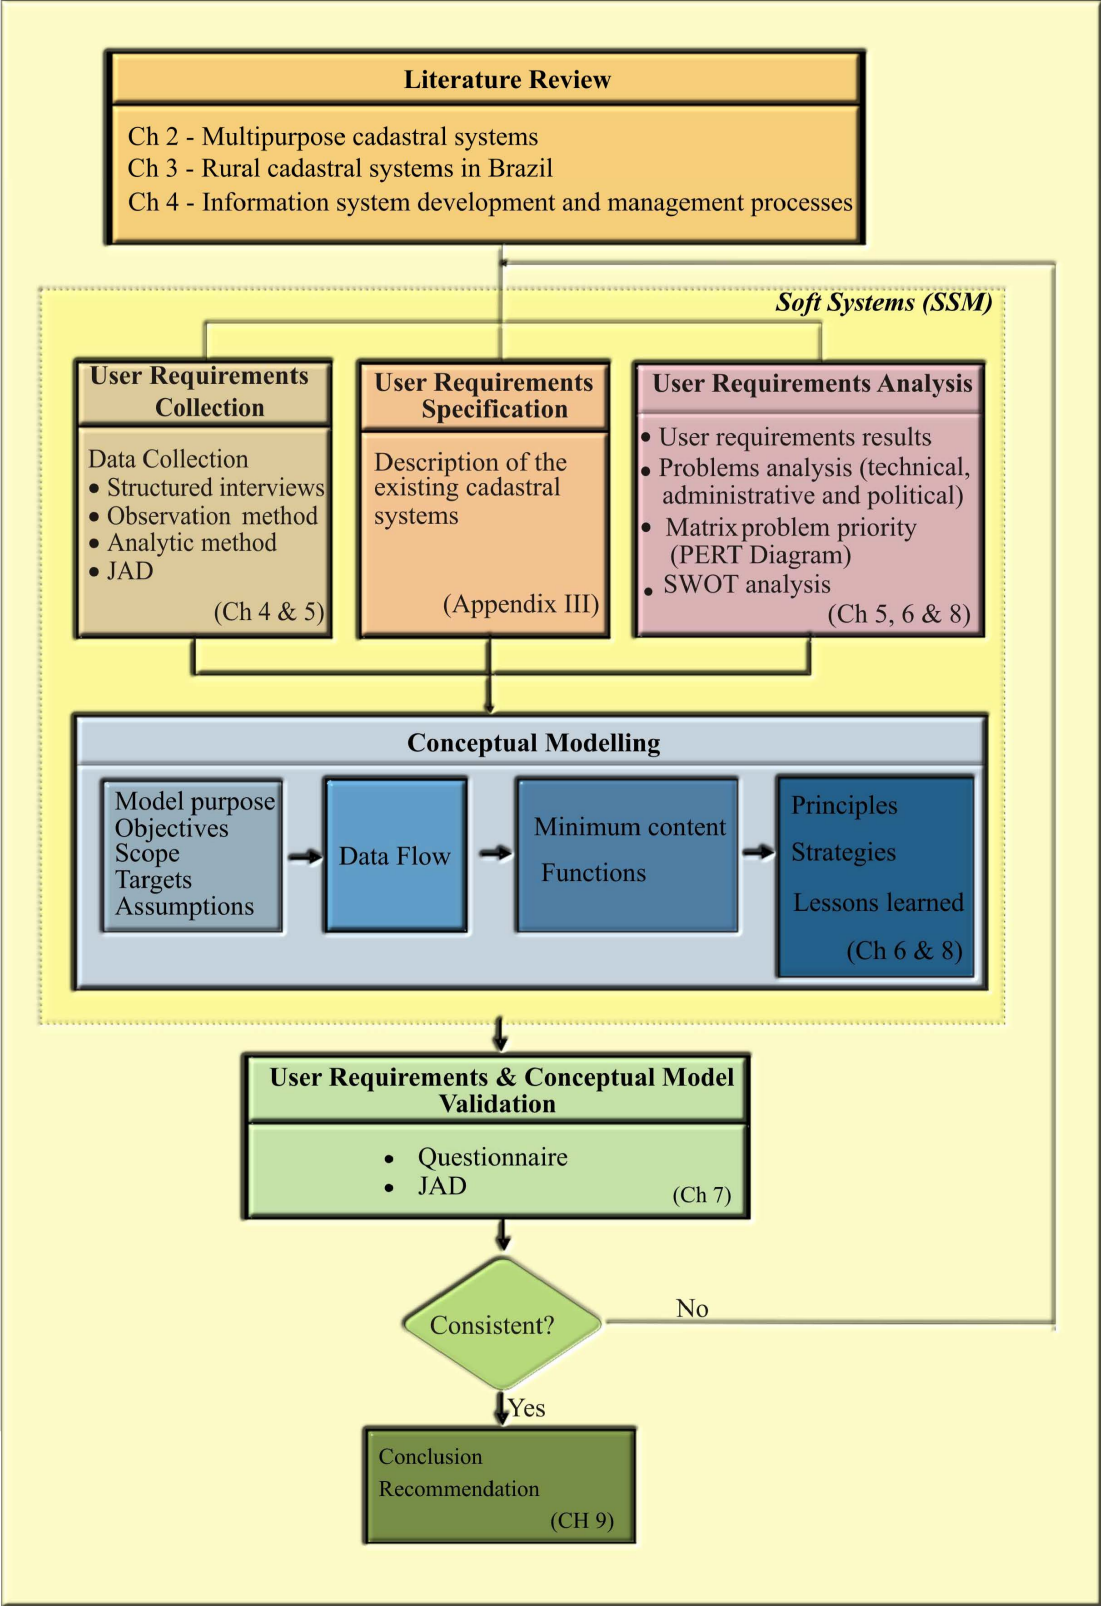 Literature Review
Ch 2 - Multipurpose cadastral systems
Ch 3 - Rural cadastral systems in Brazil
Ch 4 - Information system development and management processes
Soft Systems (SSM)
User Requirements
Collection
Data Collection
• Structured interviews
• Observation method
• Analytic method
• JAD
(Ch 4 & 5)
User Requirements
Specification
Description of the
existing cadastral
systems
(Appendix III)
User Requirements Analysis
• User requirements results
• Problems analysis (technical,
administrative and political)
• Matrix problem priority
(PERT Diagram)
• SWOT analysis
(Ch 5, 6 & 8)
Conceptual Modelling
Model purpose
Objectives
Scope
Targets
Assumptions
Data Flow
Minimum content
Functions
Principles
Strategies
Lessons learned
(Ch 6 & 8)
User Requirements & Conceptual Model
Validation
• Questionnaire
• JAD
(Ch 7)
Consistent?
No
Yes
Conclusion
Recommendation
(CH 9)